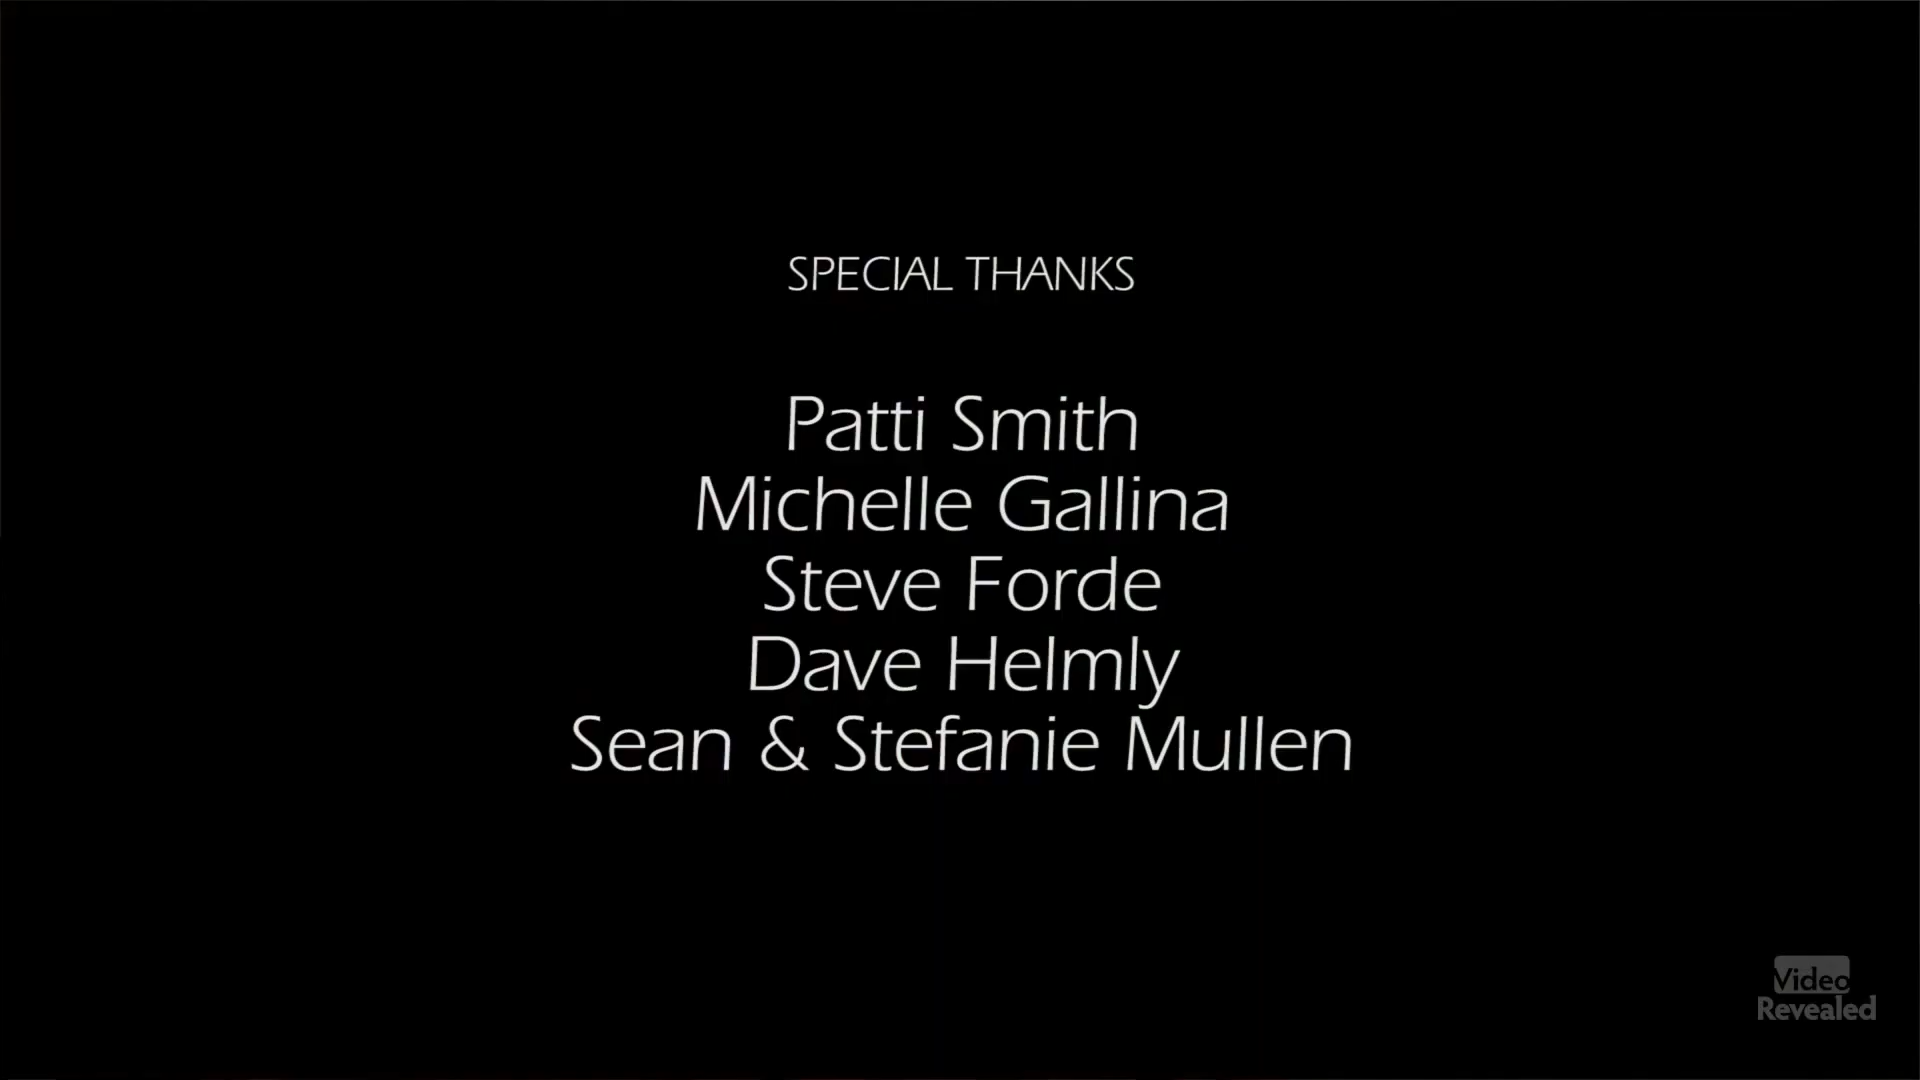 SPECIAL THANKS
Patti Smith
Michelle Gallina
Steve Forde
Dave Helmly
Sean & Stefanie Mullen
Video
Revealed